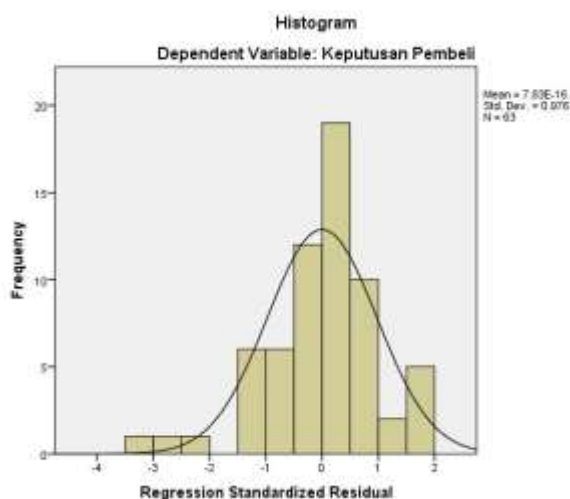 Histogram
Dependent Variable: Keputusan Pembeli
Mean = 7.83E-16
Std. Dev. = 0.976
N = 63
Frequency
20
15
10
5
0
-4 -3 -2 -1 0 1 2
Regression Standardized Residual